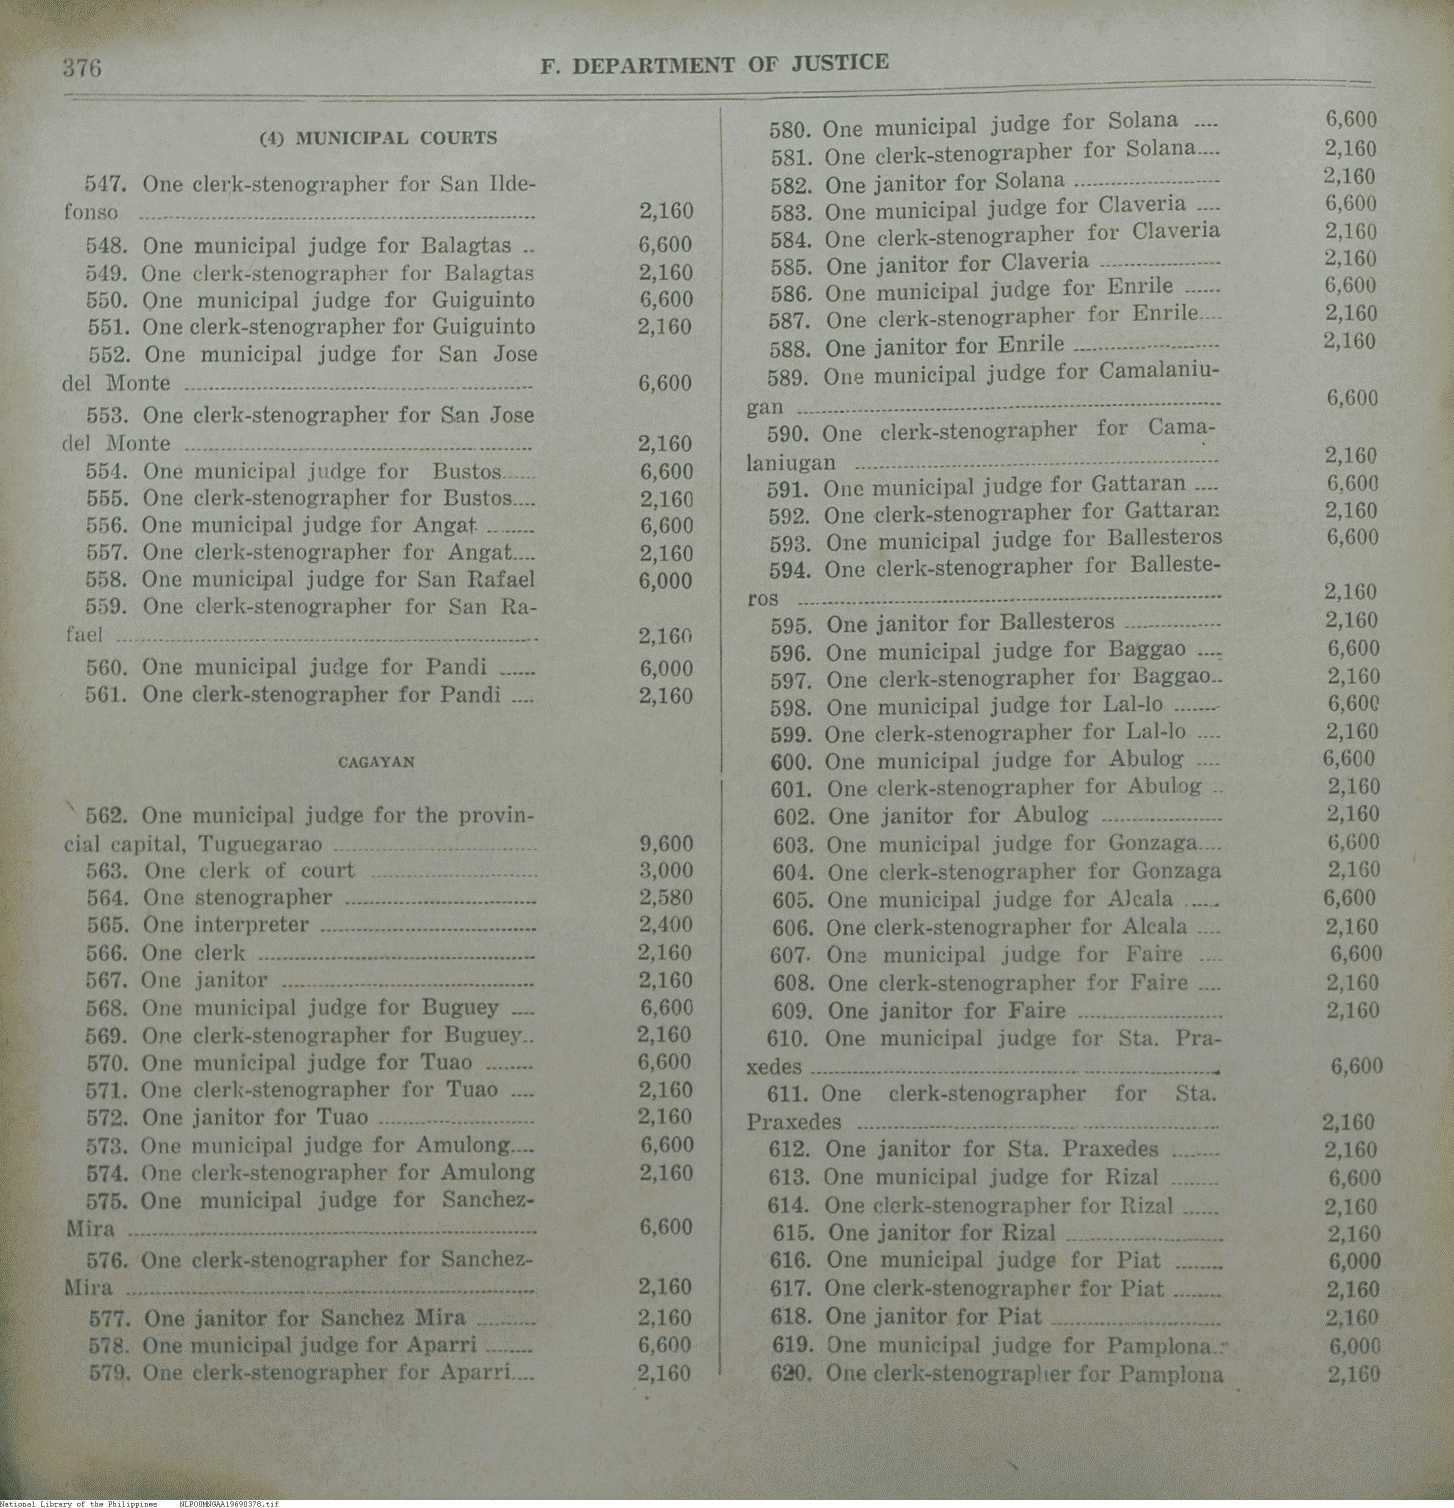 376
F. DEPARTMENT OF JUSTICE
(4) MUNICIPAL COURTS
547. One clerk-stenographer for San Ilde-
fonso ........ 2,160
548. One municipal judge for Balagtas .. 6,600
549. One clerk-stenographer for Balagtas 2,160
550. One municipal judge for Guiguinto 6,600
551. One clerk-stenographer for Guiguinto 2,160
552. One municipal judge for San Jose
del Monte ........ 6,600
553. One clerk-stenographer for San Jose
del Monte ........ 2,160
554. One municipal judge for Bustos...... 6,600
555. One clerk-stenographer for Bustos.... 2,160
556. One municipal judge for Angat ........ 6,600
557. One clerk-stenographer for Angat.... 2,160
558. One municipal judge for San Rafael 6,000
559. One clerk-stenographer for San Ra-
fael ........ 2,160
560. One municipal judge for Pandi ...... 6,000
561. One clerk-stenographer for Pandi .... 2,160
CAGAYAN
562. One municipal judge for the provin-
cial capital, Tuguegarao ........ 9,600
563. One clerk of court ........ 3,000
564. One stenographer ........ 2,580
565. One interpreter ........ 2,400
566. One clerk ........ 2,160
567. One janitor ........ 2,160
568. One municipal judge for Buguey .... 6,600
569. One clerk-stenographer for Buguey.. 2,160
570. One municipal judge for Tuao ........ 6,600
571. One clerk-stenographer for Tuao .... 2,160
572. One janitor for Tuao ........ 2,160
573. One municipal judge for Amulong.... 6,600
574. One clerk-stenographer for Amulong 2,160
575. One municipal judge for Sanchez-
Mira ........ 6,600
576. One clerk-stenographer for Sanchez-
Mira ........ 2,160
577. One janitor for Sanchez Mira ........ 2,160
578. One municipal judge for Aparri ........ 6,600
579. One clerk-stenographer for Aparri.... 2,160
580. One municipal judge for Solana .... 6,600
581. One clerk-stenographer for Solana.... 2,160
582. One janitor for Solana ........ 2,160
583. One municipal judge for Claveria .... 6,600
584. One clerk-stenographer for Claveria 2,160
585. One janitor for Claveria ........ 2,160
586. One municipal judge for Enrile ...... 6,600
587. One clerk-stenographer for Enrile.... 2,160
588. One janitor for Enrile ........ 2,160
589. One municipal judge for Camalaniu-
gan ........ 6,600
590. One clerk-stenographer for Cama-
laniugan ........ 2,160
591. One municipal judge for Gattaran .... 6,600
592. One clerk-stenographer for Gattaran 2,160
593. One municipal judge for Ballesteros 6,600
594. One clerk-stenographer for Balleste-
ros ........ 2,160
595. One janitor for Ballesteros ........ 2,160
596. One municipal judge for Baggao .... 6,600
597. One clerk-stenographer for Baggao.. 2,160
598. One municipal judge for Lal-lo ........ 6,600
599. One clerk-stenographer for Lal-lo .... 2,160
600. One municipal judge for Abulog .... 6,600
601. One clerk-stenographer for Abulog .. 2,160
602. One janitor for Abulog ........ 2,160
603. One municipal judge for Gonzaga.... 6,600
604. One clerk-stenographer for Gonzaga 2,160
605. One municipal judge for Alcala ...... 6,600
606. One clerk-stenographer for Alcala .... 2,160
607. One municipal judge for Faire .... 6,600
608. One clerk-stenographer for Faire .... 2,160
609. One janitor for Faire ........ 2,160
610. One municipal judge for Sta. Pra-
xedes ........ 6,600
611. One clerk-stenographer for Sta.
Praxedes ........ 2,160
612. One janitor for Sta. Praxedes ........ 2,160
613. One municipal judge for Rizal ........ 6,600
614. One clerk-stenographer for Rizal ...... 2,160
615. One janitor for Rizal ........ 2,160
616. One municipal judge for Piat ........ 6,000
617. One clerk-stenographer for Piat ........ 2,160
618. One janitor for Piat ........ 2,160
619. One municipal judge for Pamplona.. 6,000
620. One clerk-stenographer for Pamplona 2,160
National Library of the Philippines NLPO0MNGAA19690378.tif